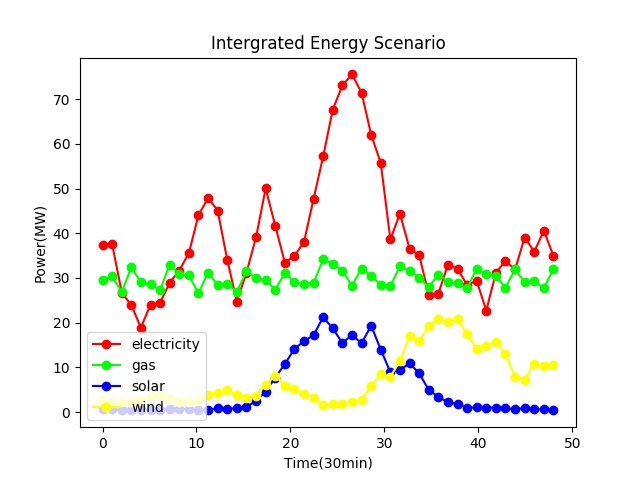 Intergrated Energy Scenario
Power(MW)
70
60
50
40
30
20
10
0
electricity
gas
solar
wind
0 10 20 30 40 50
Time(30min)